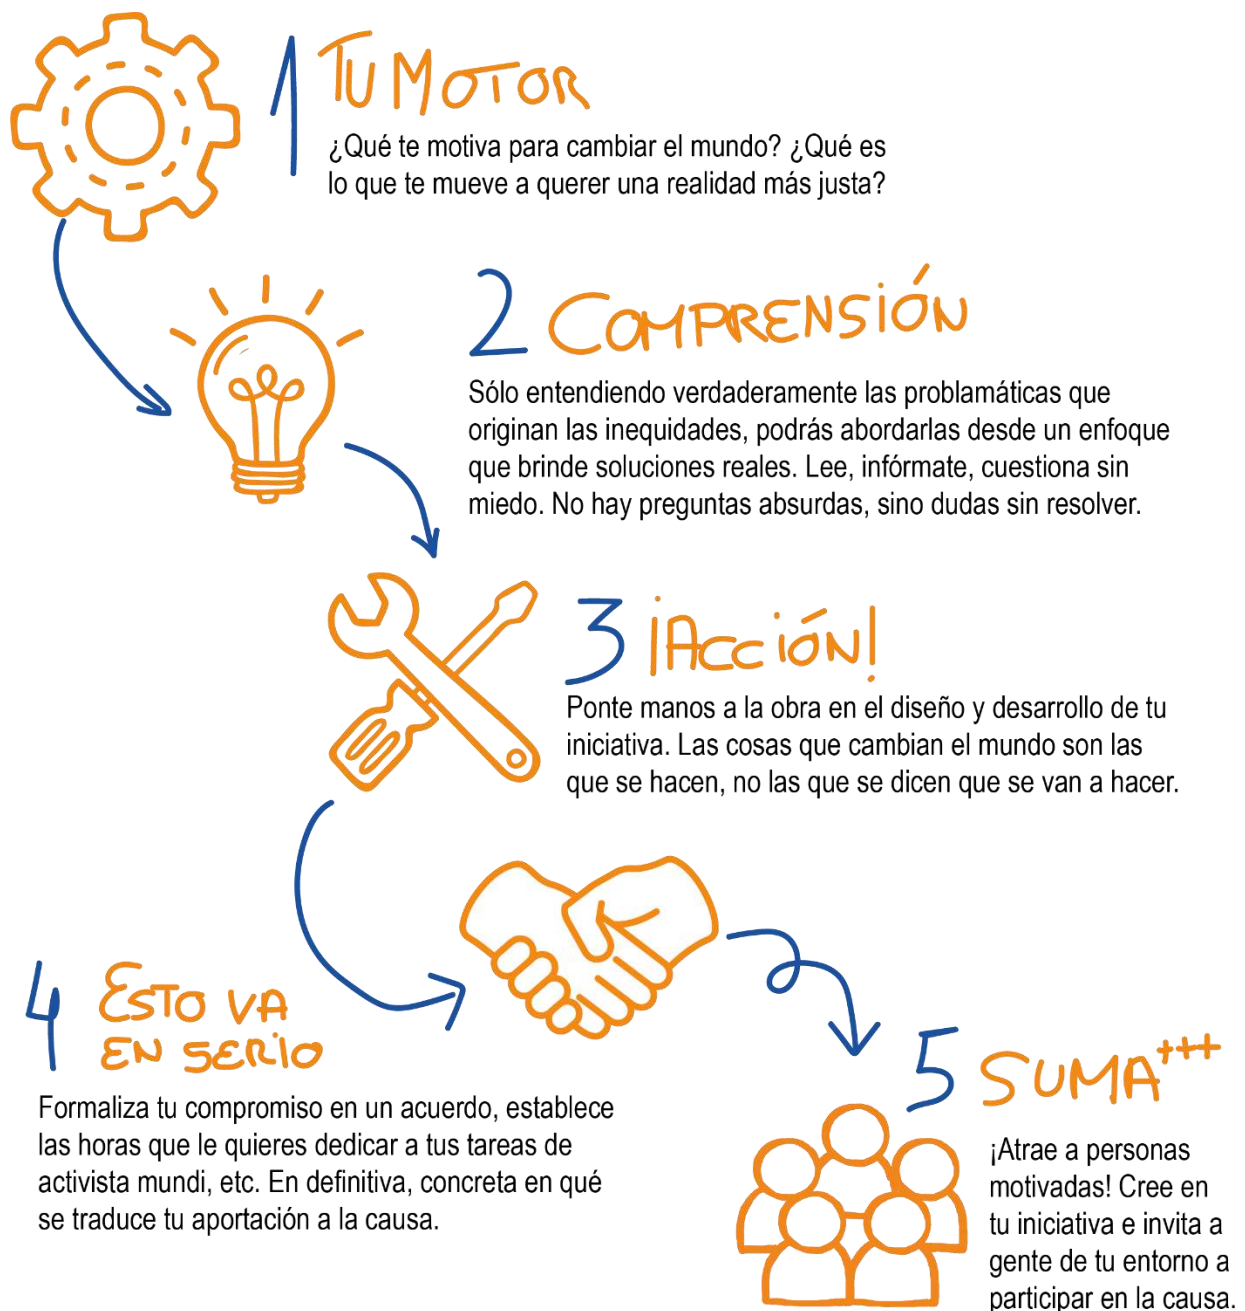 1 TU MOTOR
¿Qué te motiva para cambiar el mundo? ¿Qué es
lo que te mueve a querer una realidad más justa?
2 COMPRENSIÓN
Sólo entendiendo verdaderamente las problamáticas que
originan las inequidades, podrás abordarlas desde un enfoque
que brinde soluciones reales. Lee, infórmate, cuestiona sin
miedo. No hay preguntas absurdas, sino dudas sin resolver.
3 ¡ACCIÓN!
Ponte manos a la obra en el diseño y desarrollo de tu
iniciativa. Las cosas que cambian el mundo son las
que se hacen, no las que se dicen que se van a hacer.
4 ESTO VA
EN SERIO
Formaliza tu compromiso en un acuerdo, establece
las horas que le quieres dedicar a tus tareas de
activista mundi, etc. En definitiva, concreta en qué
se traduce tu aportación a la causa.
5 SUMA+++
¡Atrae a personas
motivadas! Cree en
tu iniciativa e invita a
gente de tu entorno a
participar en la causa.